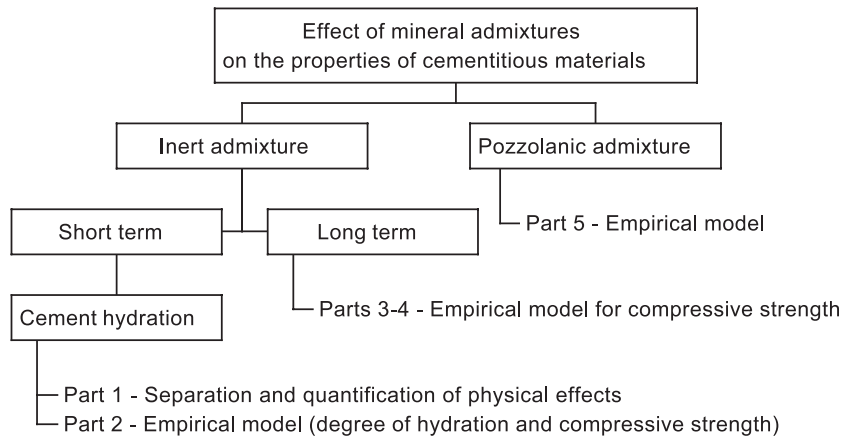 Effect of mineral admixtures
on the properties of cementitious materials
Inert admixture
Pozzolanic admixture
Part 5 - Empirical model
Short term
Long term
Cement hydration
Parts 3-4 - Empirical model for compressive strength
Part 1 - Separation and quantification of physical effects
Part 2 - Empirical model (degree of hydration and compressive strength)